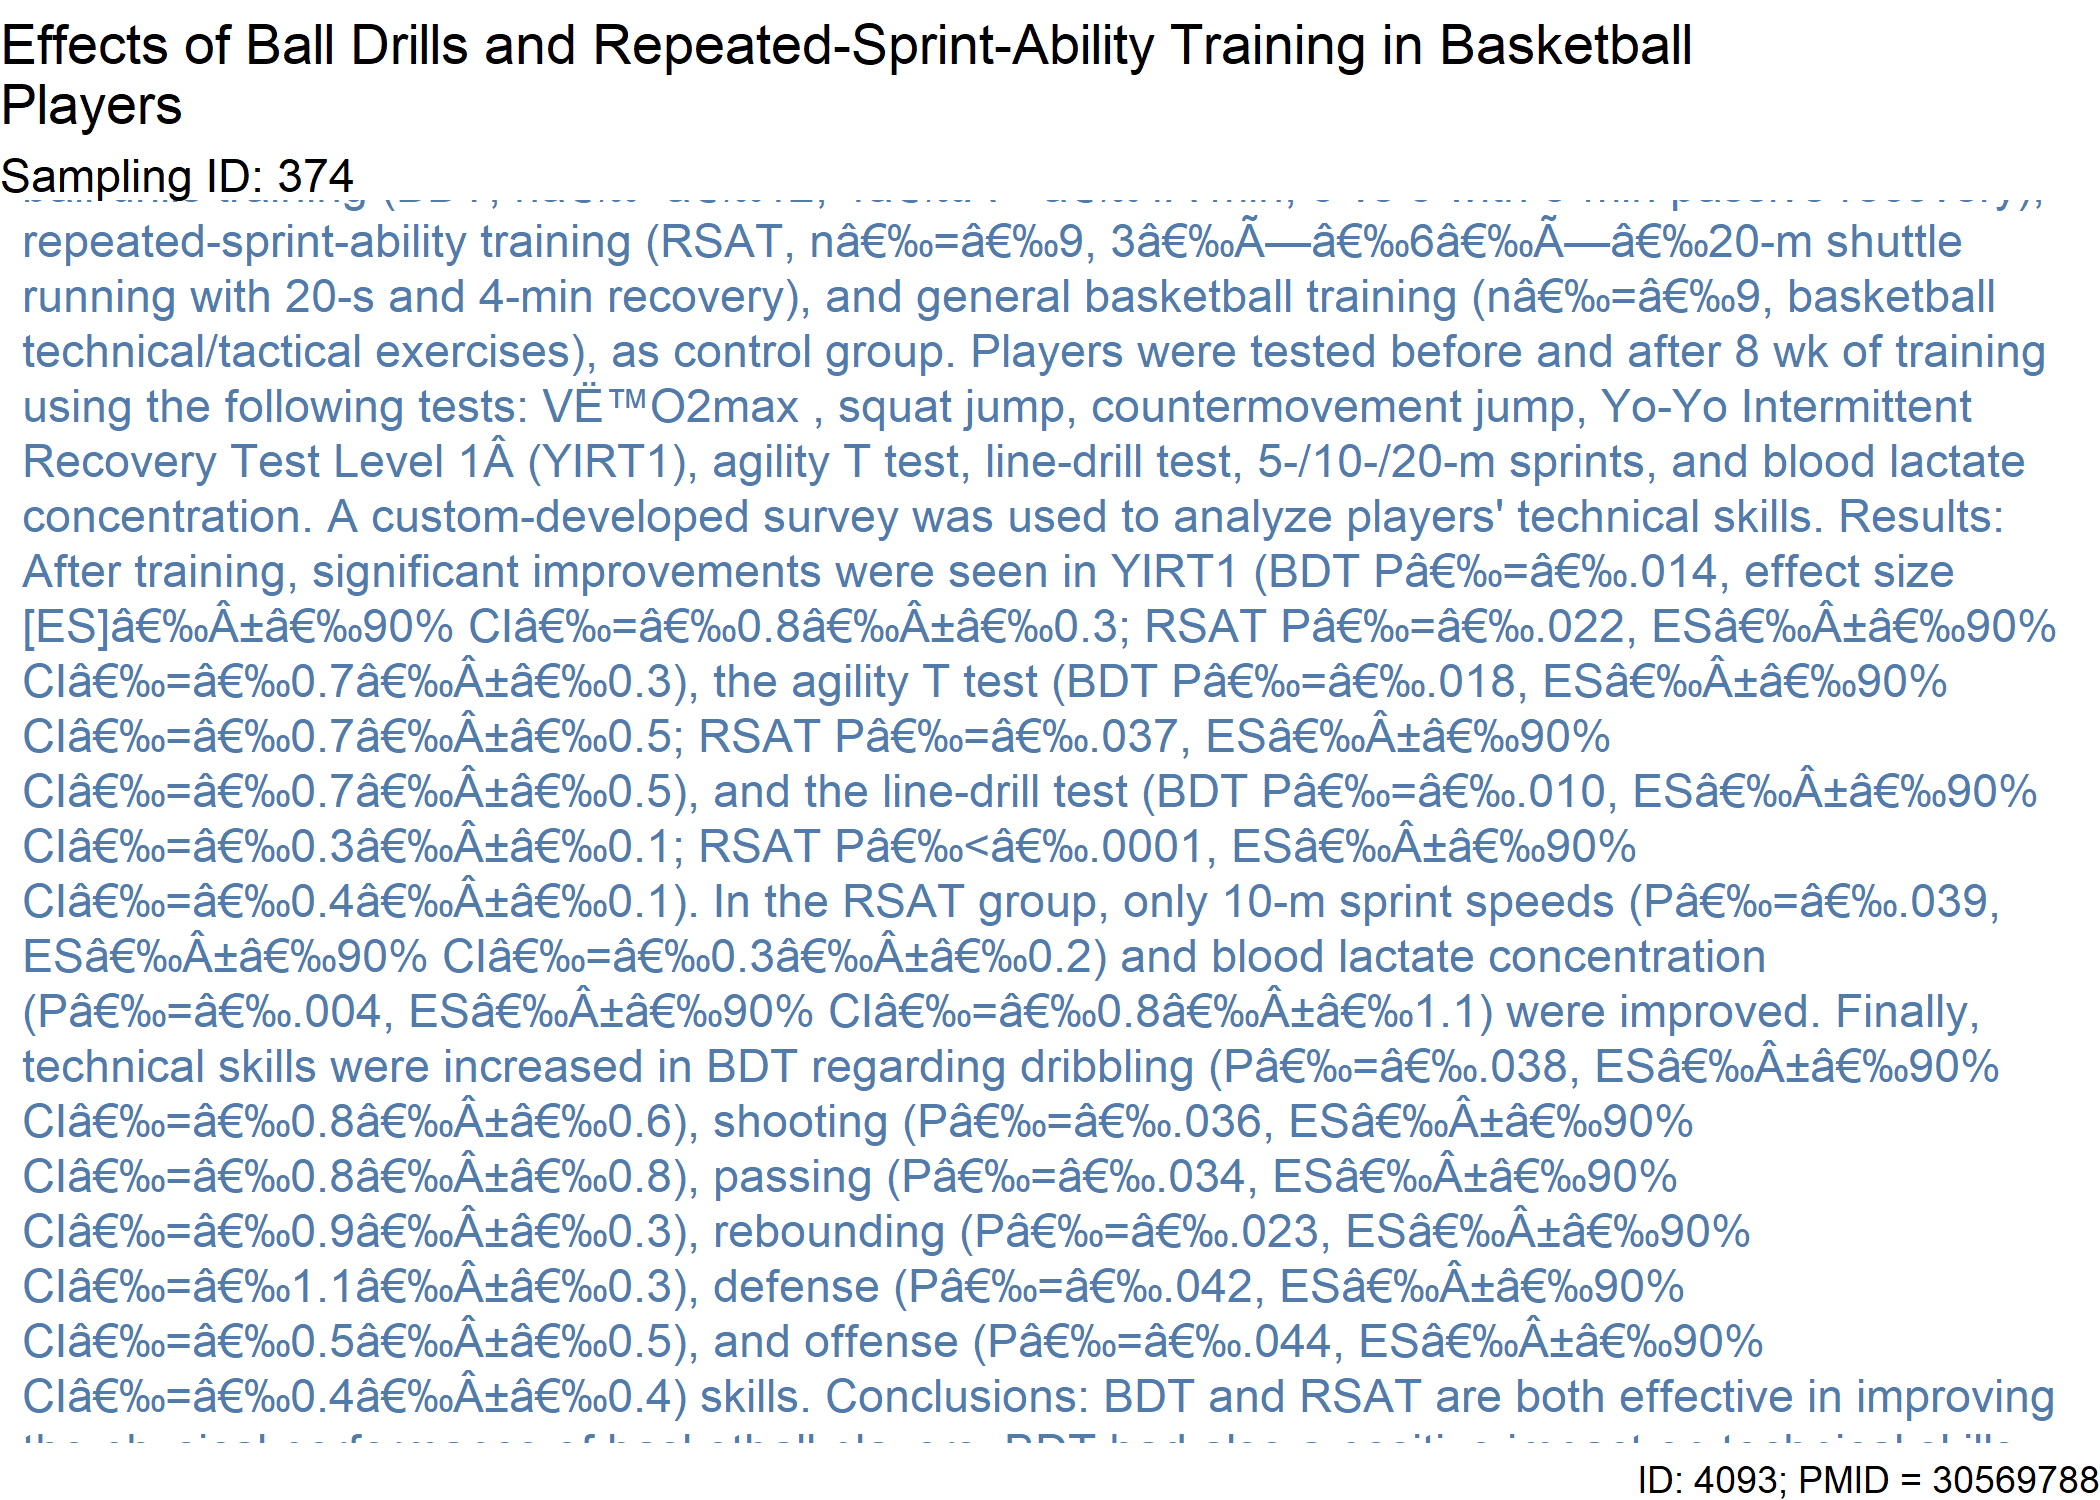 Effects of Ball Drills and Repeated-Sprint-Ability Training in Basketball
Players
Sampling ID: 374
repeated-sprint-ability training (RSAT, nâ€‰=â€‰9, 3â€‰Ã—â€‰6â€‰Ã—â€‰20-m shuttle
running with 20-s and 4-min recovery), and general basketball training (nâ€‰=â€‰9, basketball
technical/tactical exercises), as control group. Players were tested before and after 8 wk of training
using the following tests: VË™O2max , squat jump, countermovement jump, Yo-Yo Intermittent
Recovery Test Level 1Â (YIRT1), agility T test, line-drill test, 5-/10-/20-m sprints, and blood lactate
concentration. A custom-developed survey was used to analyze players' technical skills. Results:
After training, significant improvements were seen in YIRT1 (BDT Pâ€‰=â€‰.014, effect size
[ES]â€‰Â±â€‰90% CIâ€‰=â€‰0.8â€‰Â±â€‰0.3; RSAT Pâ€‰=â€‰.022, ESâ€‰Â±â€‰90%
CIâ€‰=â€‰0.7â€‰Â±â€‰0.3), the agility T test (BDT Pâ€‰=â€‰.018, ESâ€‰Â±â€‰90%
CIâ€‰=â€‰0.7â€‰Â±â€‰0.5; RSAT Pâ€‰=â€‰.037, ESâ€‰Â±â€‰90%
CIâ€‰=â€‰0.7â€‰Â±â€‰0.5), and the line-drill test (BDT Pâ€‰=â€‰.010, ESâ€‰Â±â€‰90%
CIâ€‰=â€‰0.3â€‰Â±â€‰0.1; RSAT Pâ€‰<â€‰.0001, ESâ€‰Â±â€‰90%
CIâ€‰=â€‰0.4â€‰Â±â€‰0.1). In the RSAT group, only 10-m sprint speeds (Pâ€‰=â€‰.039,
ESâ€‰Â±â€‰90% CIâ€‰=â€‰0.3â€‰Â±â€‰0.2) and blood lactate concentration
(Pâ€‰=â€‰.004, ESâ€‰Â±â€‰90% CIâ€‰=â€‰0.8â€‰Â±â€‰1.1) were improved. Finally,
technical skills were increased in BDT regarding dribbling (Pâ€‰=â€‰.038, ESâ€‰Â±â€‰90%
CIâ€‰=â€‰0.8â€‰Â±â€‰0.6), shooting (Pâ€‰=â€‰.036, ESâ€‰Â±â€‰90%
CIâ€‰=â€‰0.8â€‰Â±â€‰0.8), passing (Pâ€‰=â€‰.034, ESâ€‰Â±â€‰90%
CIâ€‰=â€‰0.9â€‰Â±â€‰0.3), rebounding (Pâ€‰=â€‰.023, ESâ€‰Â±â€‰90%
CIâ€‰=â€‰1.1â€‰Â±â€‰0.3), defense (Pâ€‰=â€‰.042, ESâ€‰Â±â€‰90%
CIâ€‰=â€‰0.5â€‰Â±â€‰0.5), and offense (Pâ€‰=â€‰.044, ESâ€‰Â±â€‰90%
CIâ€‰=â€‰0.4â€‰Â±â€‰0.4) skills. Conclusions: BDT and RSAT are both effective in improving
the physical performance of basketball players. BDT had also a positive impact on technical skills.
ID: 4093; PMID = 30569788